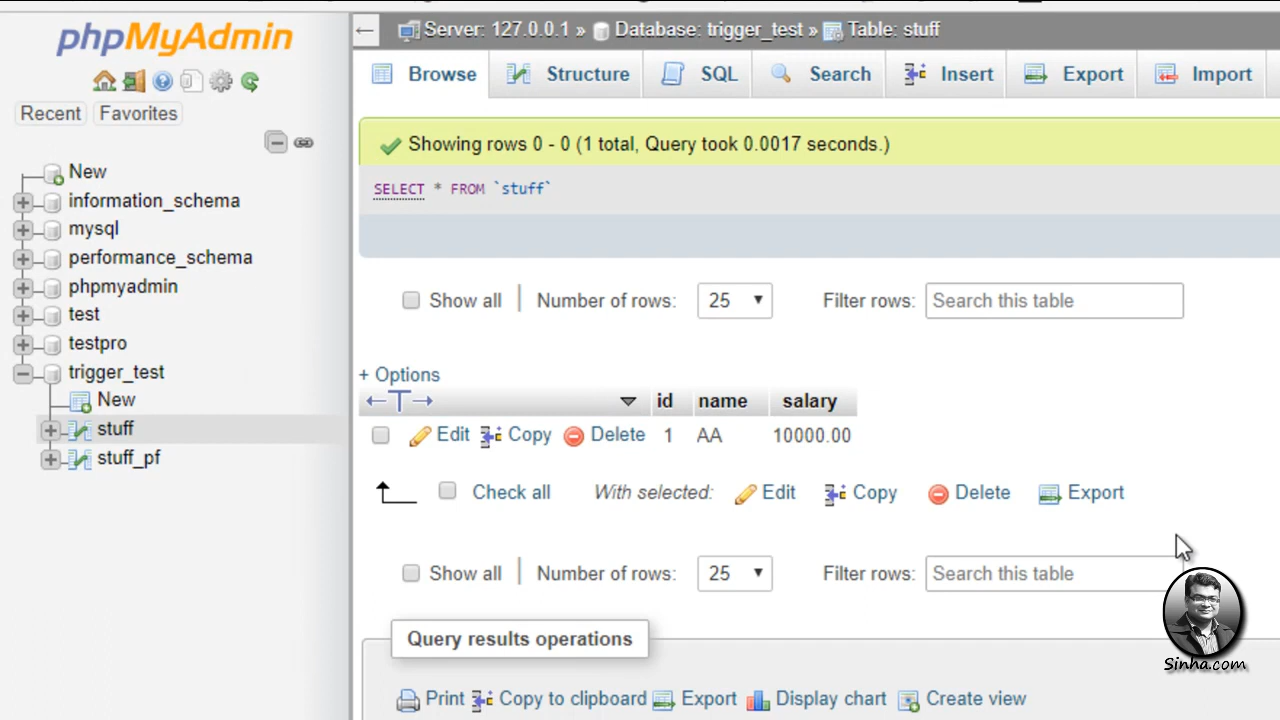 phpMyAdmin
Recent Favorites
New
information_schema
mysql
performance_schema
phpmyadmin
test
testpro
trigger_test
New
stuff
stuff_pf
Server: 127.0.0.1 » Database: trigger_test » Table: stuff
Browse Structure SQL Search Insert Export Import
Showing rows 0 - 0 (1 total, Query took 0.0017 seconds.)
SELECT * FROM `stuff`
Show all Number of rows: 25 Filter rows: Search this table
+ Options
←T→ id name salary
Edit Copy Delete 1 AA 10000.00
Check all With selected: Edit Copy Delete Export
Show all Number of rows: 25 Filter rows: Search this table
Query results operations
Print Copy to clipboard Export Display chart Create view
Sinha.com